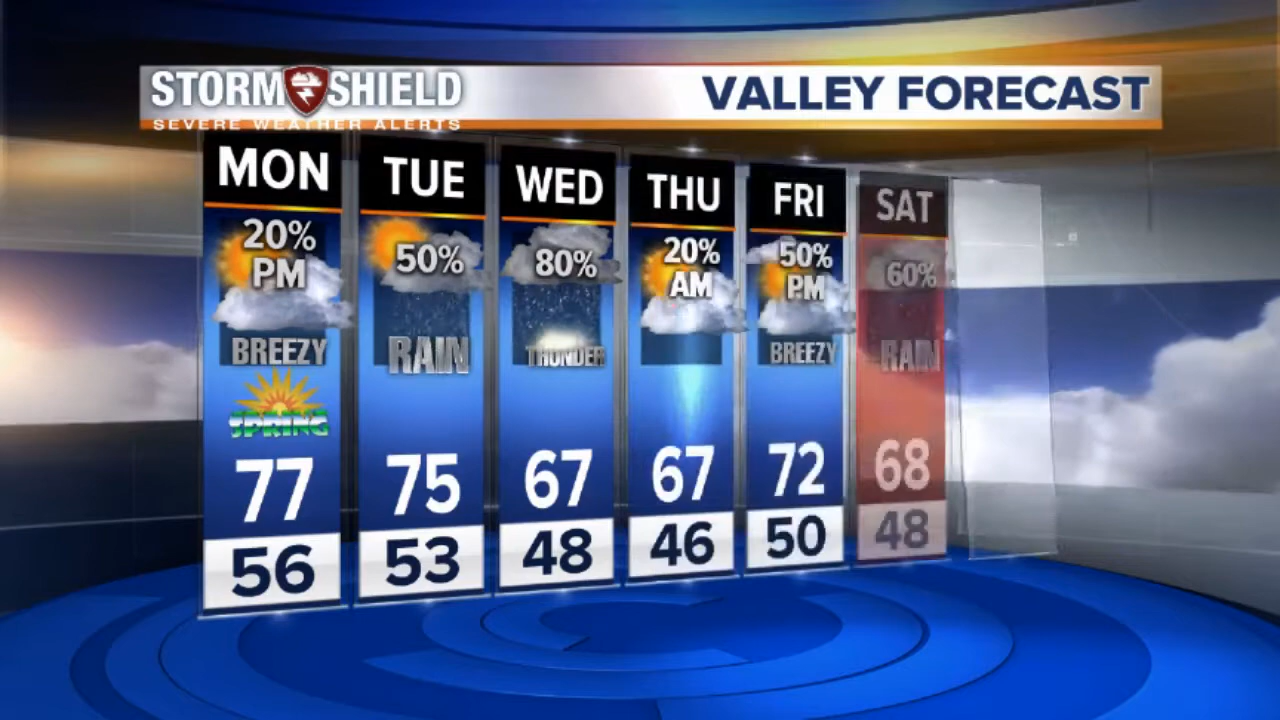 STORM SHIELD
SEVERE WEATHER ALERTS
VALLEY FORECAST
MON
20%
PM
BREEZY
SPRING
77
56
TUE
50%
RAIN
75
53
WED
80%
THUNDER
67
48
THU
20%
AM
67
46
FRI
50%
PM
BREEZY
72
50
SAT
60%
RAIN
68
48